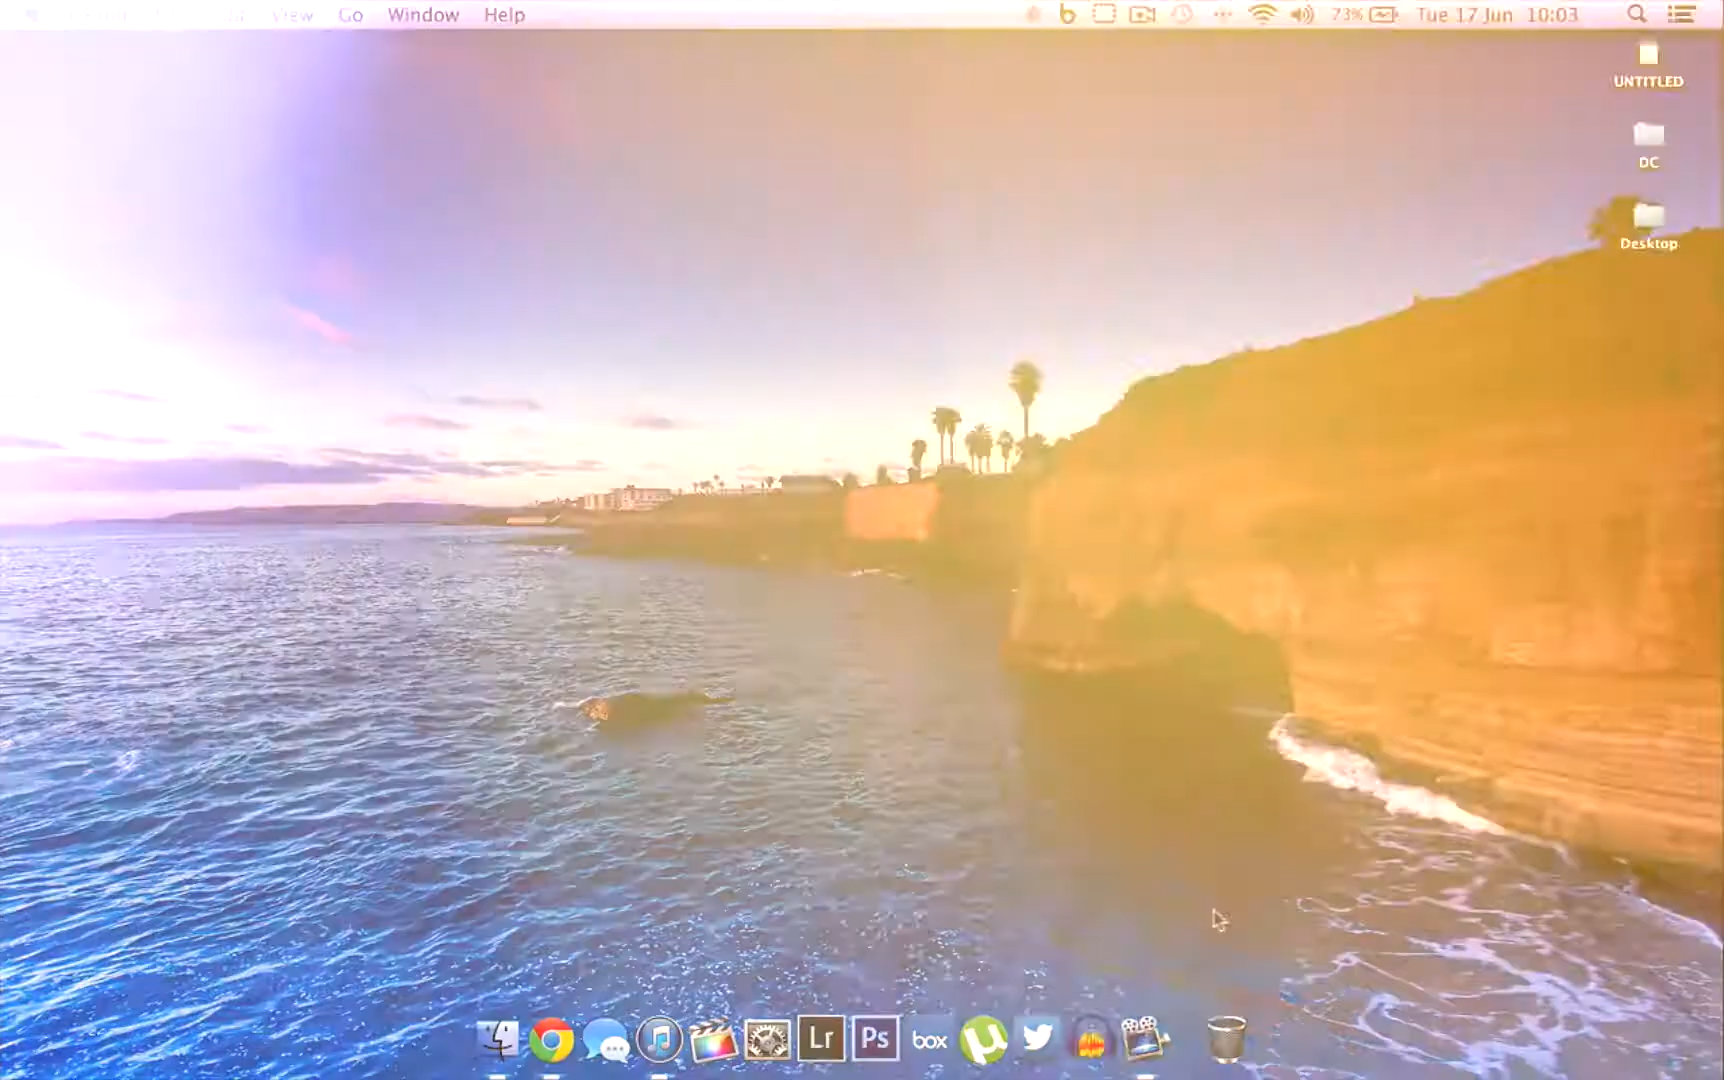 View Go Window Help
b 73% Tue 17 Jun 10:03
UNTITLED
DC
Desktop
Lr Ps box